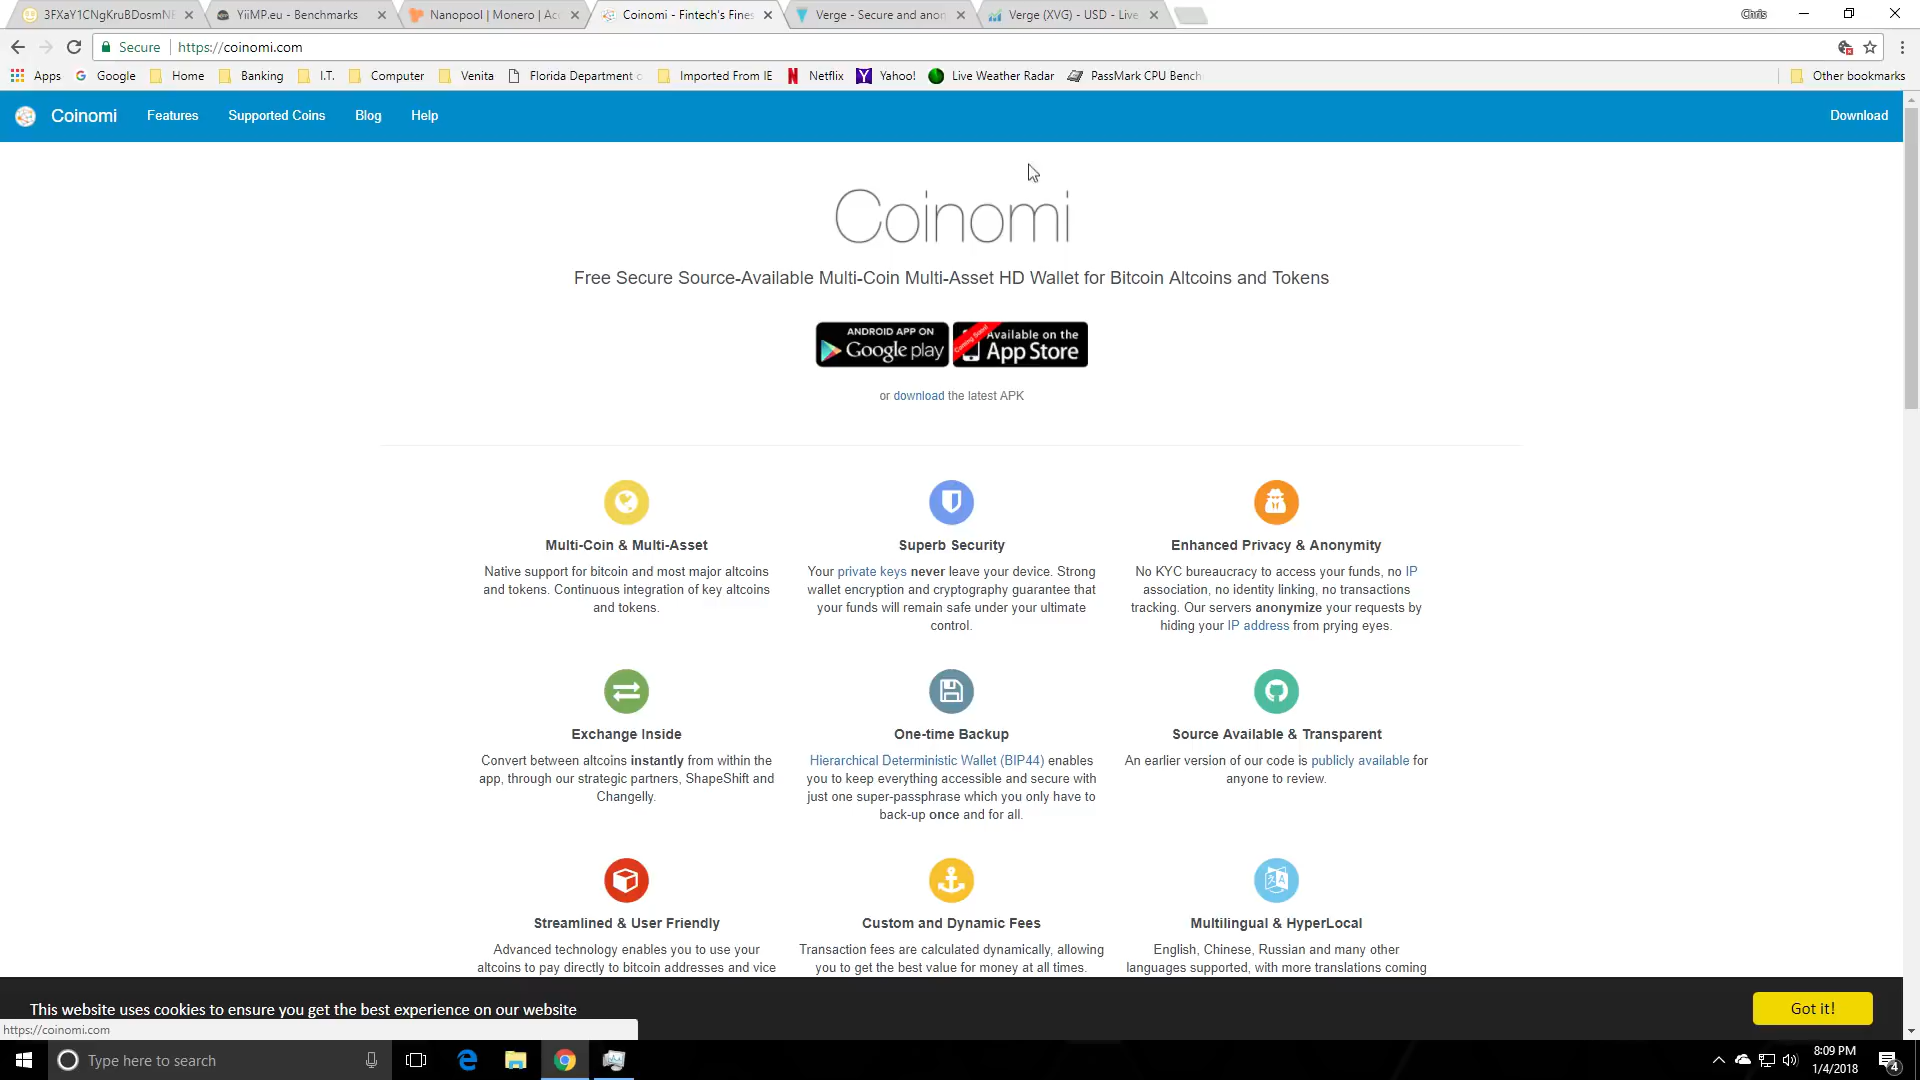 3FXaY1CNgKruBDosmN
YiiMP.eu - Benchmarks
Nanopool | Monero | Ac
Coinomi - Fintech's Fines
Verge - Secure and anon
Verge (XVG) - USD - Live
Chris
Secure
https://coinomi.com
Apps
Google
Home
Banking
I.T.
Computer
Venita
Florida Department o
Imported From IE
Netflix
Yahoo!
Live Weather Radar
PassMark CPU Bench
Other bookmarks
Coinomi
Features
Supported Coins
Blog
Help
Download
Coinomi
Free Secure Source-Available Multi-Coin Multi-Asset HD Wallet for Bitcoin Altcoins and Tokens
ANDROID APP ON
Google play
Coming Soon!
Available on the
App Store
or download the latest APK
Multi-Coin & Multi-Asset
Native support for bitcoin and most major altcoins
and tokens. Continuous integration of key altcoins
and tokens.
Superb Security
Your private keys never leave your device. Strong
wallet encryption and cryptography guarantee that
your funds will remain safe under your ultimate
control.
Enhanced Privacy & Anonymity
No KYC bureaucracy to access your funds, no IP
association, no identity linking, no transactions
tracking. Our servers anonymize your requests by
hiding your IP address from prying eyes.
Exchange Inside
Convert between altcoins instantly from within the
app, through our strategic partners, ShapeShift and
Changelly.
One-time Backup
Hierarchical Deterministic Wallet (BIP44) enables
you to keep everything accessible and secure with
just one super-passphrase which you only have to
back-up once and for all.
Source Available & Transparent
An earlier version of our code is publicly available for
anyone to review.
Streamlined & User Friendly
Advanced technology enables you to use your
altcoins to pay directly to bitcoin addresses and vice
Custom and Dynamic Fees
Transaction fees are calculated dynamically, allowing
you to get the best value for money at all times.
Multilingual & HyperLocal
English, Chinese, Russian and many other
languages supported, with more translations coming
This website uses cookies to ensure you get the best experience on our website
Got it!
https://coinomi.com
Type here to search
8:09 PM
1/4/2018
4